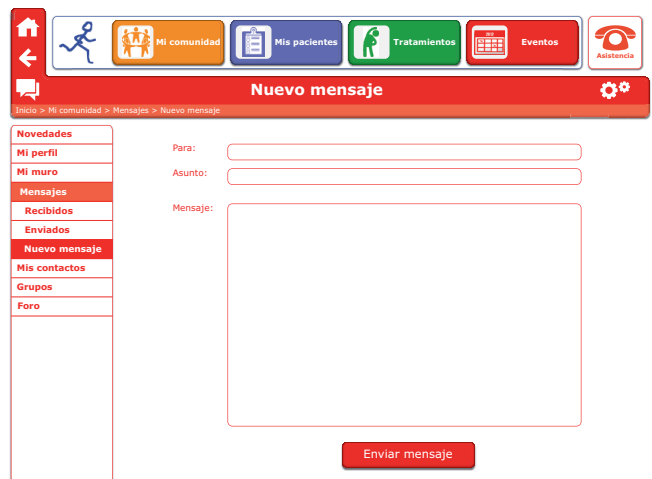 Mi comunidad
Mis pacientes
Tratamientos
Eventos
Asistencia
Nuevo mensaje
Inicio > Mi comunidad > Mensajes > Nuevo mensaje
Novedades
Mi perfil
Mi muro
Mensajes
Recibidos
Enviados
Nuevo mensaje
Mis contactos
Grupos
Foro
Para:
Asunto:
Mensaje:
Enviar mensaje